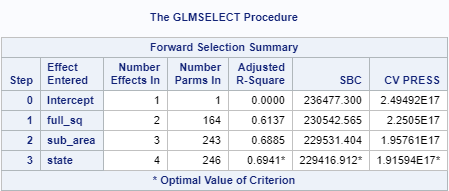 The GLMSELECT Procedure
Forward Selection Summary
Step Effect Entered Number Effects In Number Parms In Adjusted R-Square SBC CV PRESS
0 Intercept 1 1 0.0000 236477.300 2.49492E17
1 full_sq 2 164 0.6137 230542.565 2.2505E17
2 sub_area 3 243 0.6885 229531.404 1.95761E17
3 state 4 246 0.6941* 229416.912* 1.91594E17*
* Optimal Value of Criterion